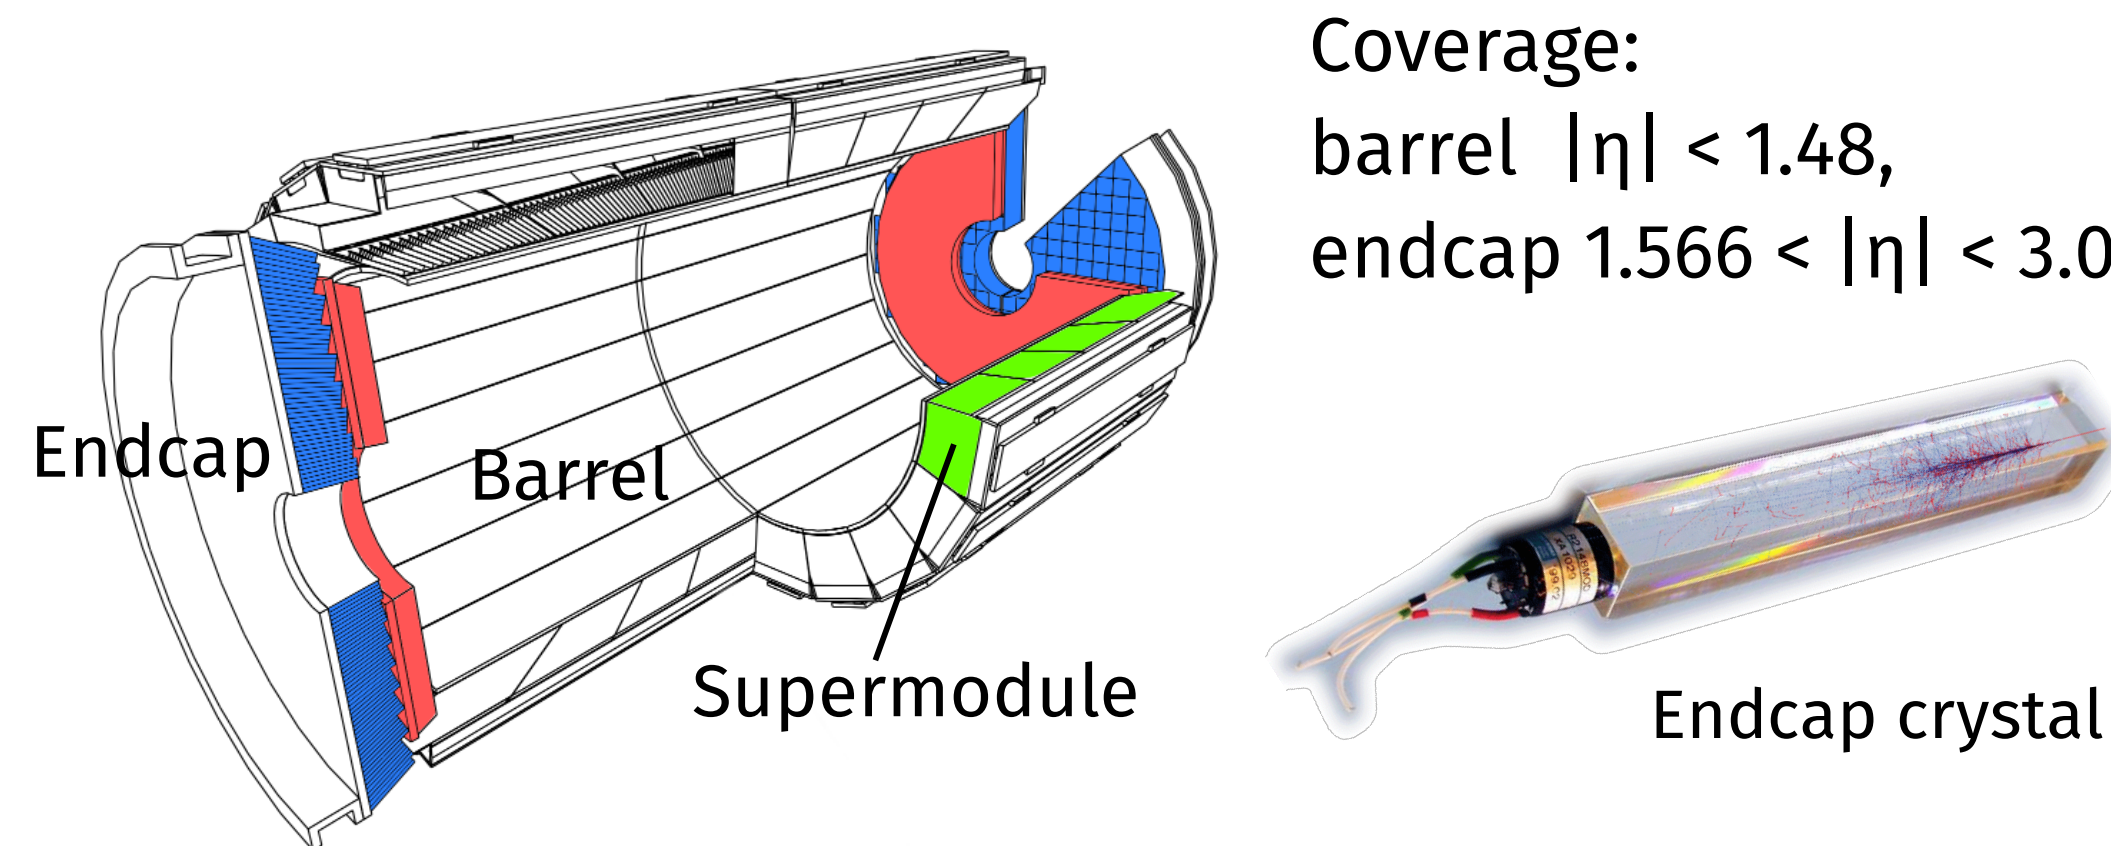 Coverage:
barrel |η| < 1.48,
endcap 1.566 < |η| < 3.0
Endcap
Barrel
Supermodule
Endcap crystal